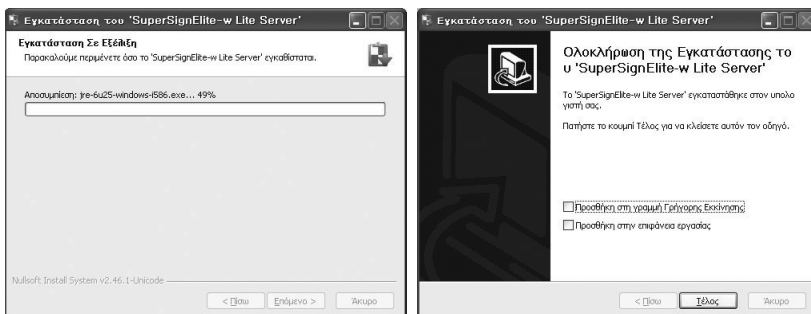 Εγκατάσταση του 'SuperSignElite-w Lite Server'
Εγκατάσταση Σε Εξέλιξη
Παρακαλούμε περιμένετε όσο το 'SuperSignElite-w Lite Server' εγκαθίσταται.
Αποσυμπίεση: jre-6u25-windows-i586.exe... 49%
Nullsoft Install System v2.46.1-Unicode
< Πίσω
Επόμενο >
Άκυρο
Εγκατάσταση του 'SuperSignElite-w Lite Server'
Ολοκλήρωση της Εγκατάστασης το
υ 'SuperSignElite-w Lite Server'
Το 'SuperSignElite-w Lite Server' εγκαταστάθηκε στον υπολο
γιστή σας.
Πατήστε το κουμπί Τέλος για να κλείσετε αυτόν τον οδηγό.
Προσθήκη στη γραμμή Γρήγορης Εκκίνησης
Προσθήκη στην επιφάνεια εργασίας
< Πίσω
Τέλος
Άκυρο